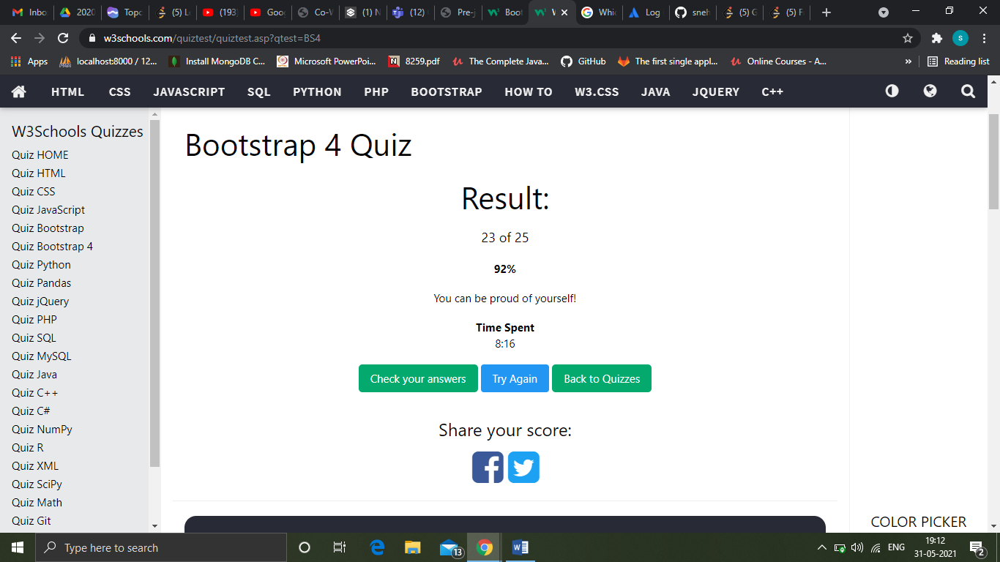 Inbo
2020
Topc
(5) Le
(193)
Goog
Co-W
(1) N
(12)
Pre-j
Boot
Whic
Log
sneh
(5) G
(5) F
w3schools.com/quiztest/quiztest.asp?qtest=BS4
s
Apps
localhost:8000 / 12...
Install MongoDB C...
Microsoft PowerPoi...
8259.pdf
The Complete Java...
GitHub
The first single appl...
Online Courses - A...
»
Reading list
HTML
CSS
JAVASCRIPT
SQL
PYTHON
PHP
BOOTSTRAP
HOW TO
W3.CSS
JAVA
JQUERY
C++
W3Schools Quizzes
Quiz HOME
Quiz HTML
Quiz CSS
Quiz JavaScript
Quiz Bootstrap
Quiz Bootstrap 4
Quiz Python
Quiz Pandas
Quiz jQuery
Quiz PHP
Quiz SQL
Quiz MySQL
Quiz Java
Quiz C++
Quiz C#
Quiz NumPy
Quiz R
Quiz XML
Quiz SciPy
Quiz Math
Quiz Git
Bootstrap 4 Quiz
Result:
23 of 25
92%
You can be proud of yourself!
Time Spent
8:16
Check your answers
Try Again
Back to Quizzes
Share your score:
COLOR PICKER
Type here to search
13
ENG
19:12
31-05-2021
2